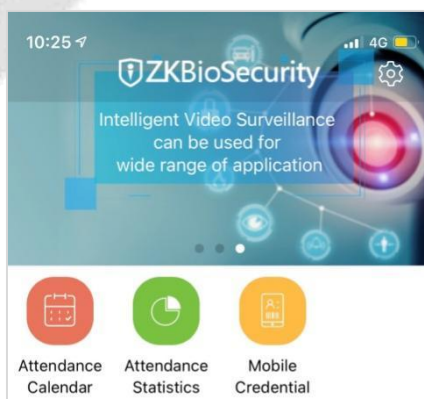 10:25
4G
ZKBioSecurity
Intelligent Video Surveillance
can be used for
wide range of application
Attendance
Calendar
Attendance
Statistics
Mobile
Credential